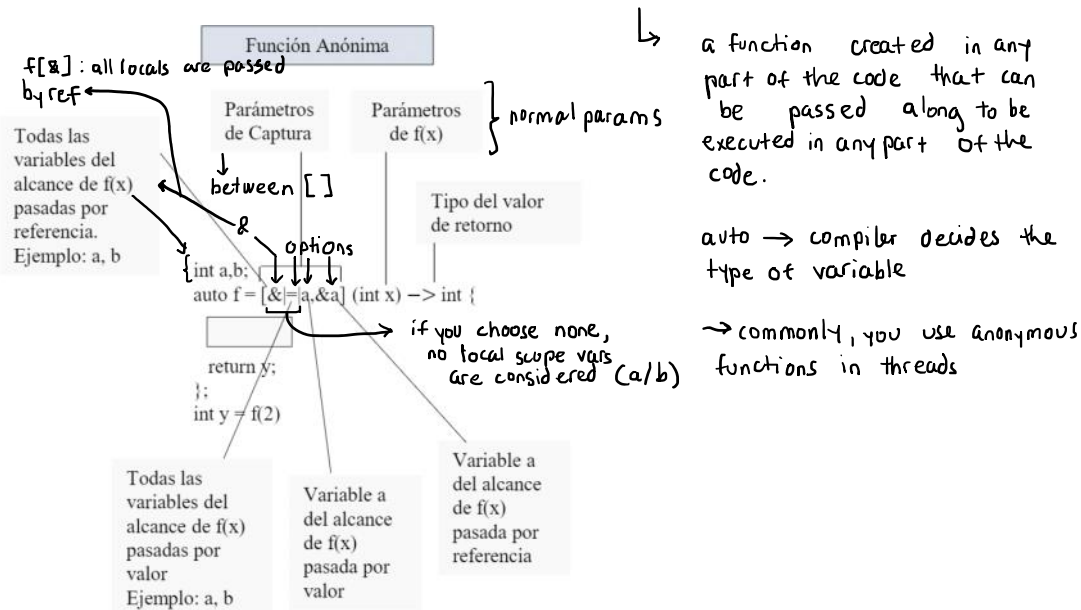 Función Anónima
f[&]: all locals are passed
by ref
Parámetros
de Captura
Parámetros
de f(x)
normal params
Todas las
variables del
alcance de f(x)
pasadas por
referencia.
Ejemplo: a, b
between [ ]
Tipo del valor
de retorno
&
options
{int a,b;
auto f = [&|=|a,&a] (int x) –> int {
return y;
};
int y = f(2)
if you choose none,
no local scope vars
are considered (a/b)
Todas las
variables del
alcance de f(x)
pasadas por
valor
Ejemplo: a, b
Variable a
del alcance
de f(x)
pasada por
valor
Variable a
del alcance
de f(x)
pasada por
referencia
↳ a function created in any
part of the code that can
be passed along to be
executed in any part of the
code.
auto → compiler decides the
type of variable
→ commonly, you use anonymous
functions in threads